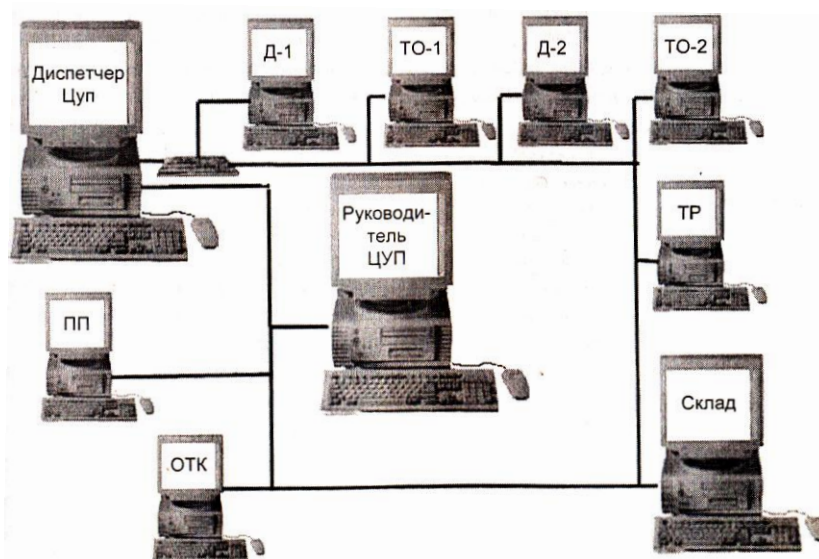 Диспетчер
Цуп
Д-1
ТО-1
Д-2
ТО-2
Руководи-
тель
ЦУП
ТР
ПП
Склад
ОТК